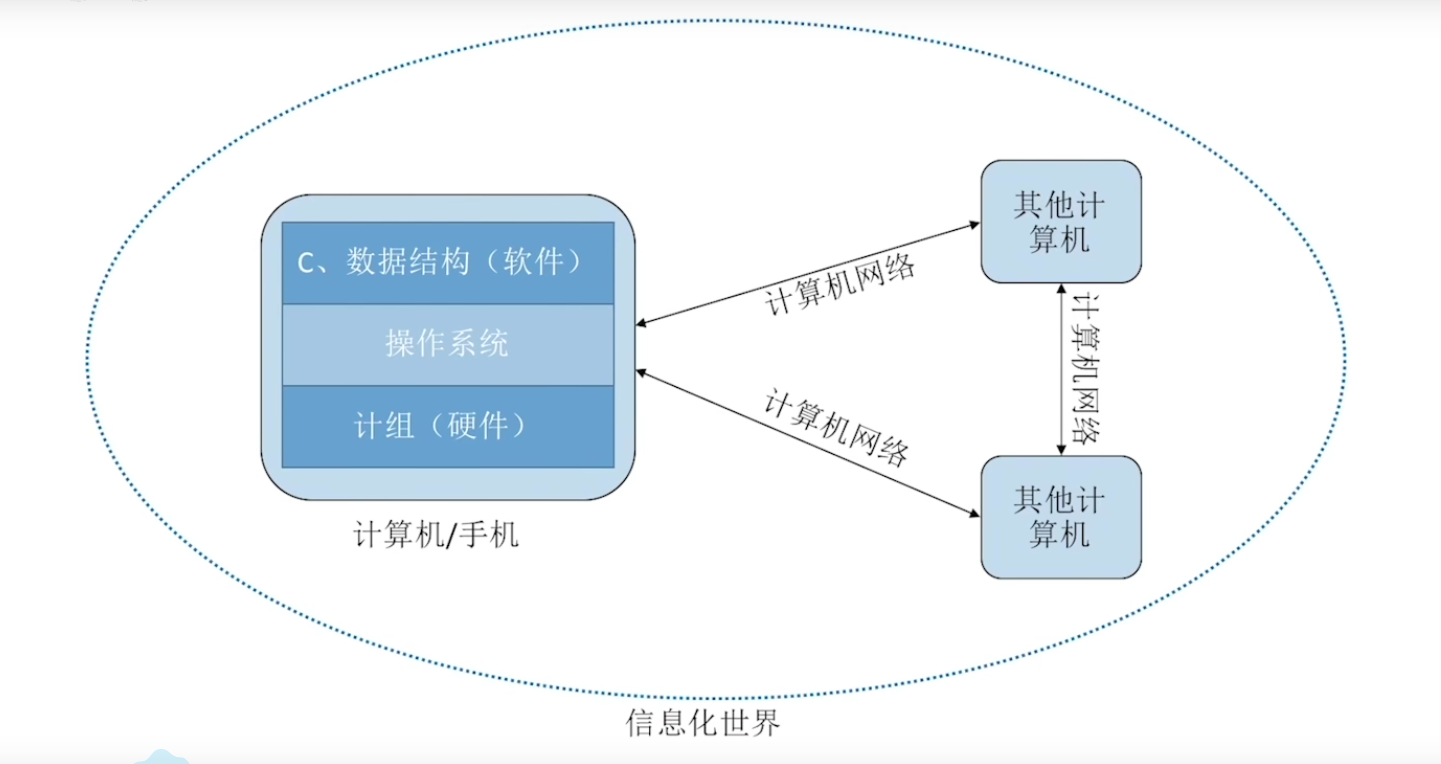 C、数据结构（软件）
操作系统
计组（硬件）
计算机/手机
计算机网络
计算机网络
其他计
算机
计算机网络
其他计
算机
信息化世界